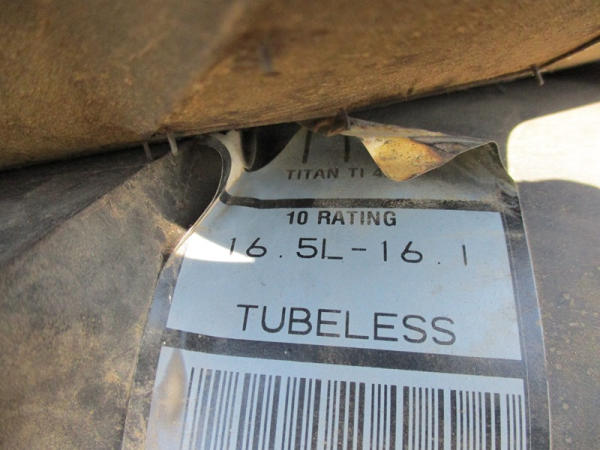 TITAN TI
10 RATING
16.5L-16.1
TUBELESS